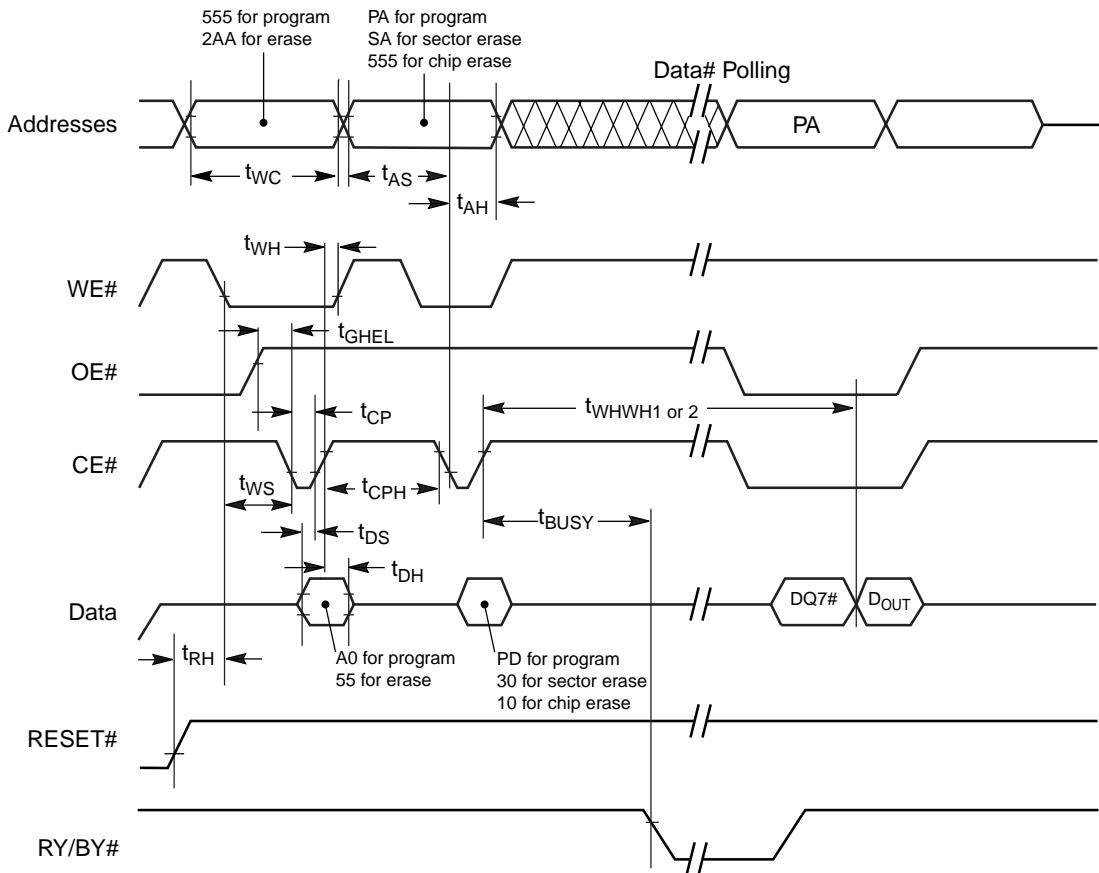 555 for program
2AA for erase
PA for program
SA for sector erase
555 for chip erase
Data# Polling
Addresses
PA
tWC
tAS
tAH
tWH
WE#
tGHEL
OE#
tWHWH1 or 2
tCP
CE#
tWS
tCPH
tBUSY
tDS
tDH
Data
DQ7#
DOUT
tRH
A0 for program
55 for erase
PD for program
30 for sector erase
10 for chip erase
RESET#
RY/BY#